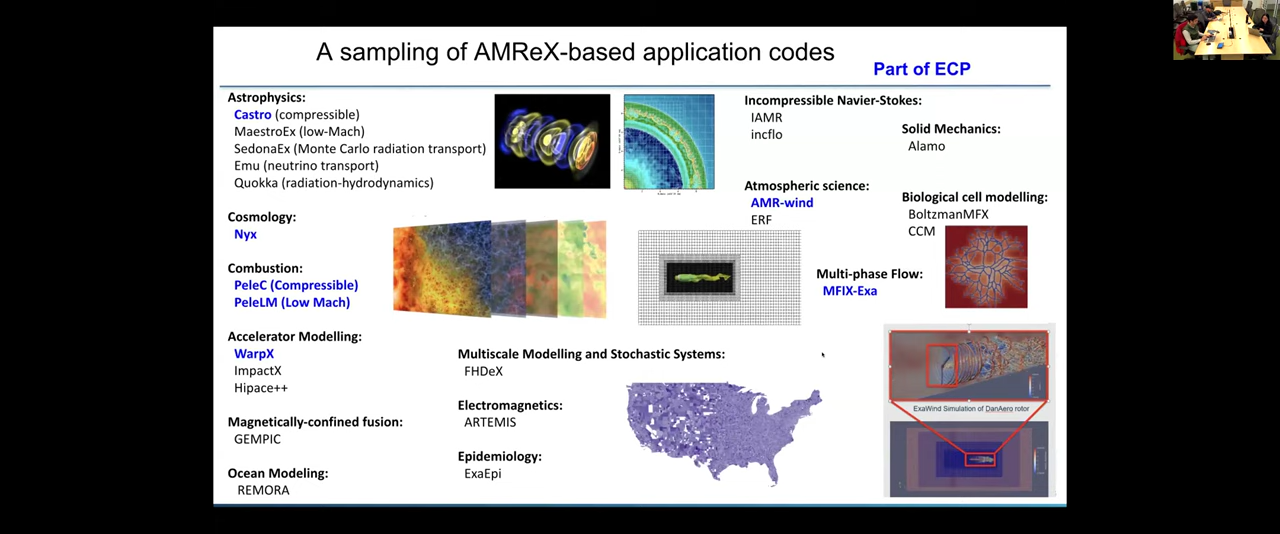 A sampling of AMReX-based application codes
Part of ECP
Astrophysics:
Castro (compressible)
MaestroEx (low-Mach)
SedonaEx (Monte Carlo radiation transport)
Emu (neutrino transport)
Quokka (radiation-hydrodynamics)
Cosmology:
Nyx
Combustion:
PeleC (Compressible)
PeleLM (Low Mach)
Accelerator Modelling:
WarpX
ImpactX
Hipace++
Magnetically-confined fusion:
GEMPIC
Ocean Modeling:
REMORA
Multiscale Modelling and Stochastic Systems:
FHDeX
Electromagnetics:
ARTEMIS
Epidemiology:
ExaEpi
Incompressible Navier-Stokes:
IAMR
incflo
Solid Mechanics:
Alamo
Atmospheric science:
AMR-wind
ERF
Biological cell modelling:
BoltzmanMFX
CCM
Multi-phase Flow:
MFIX-Exa
ExaWind Simulation of DanAero rotor